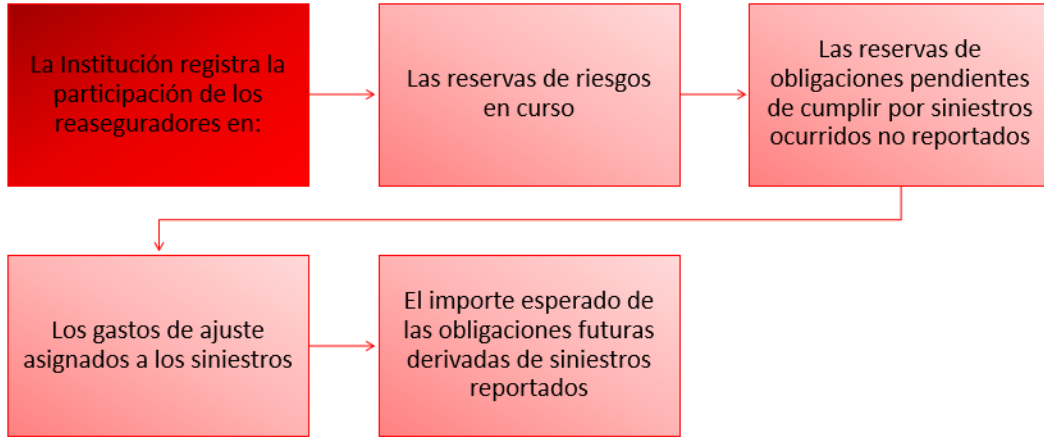 La Institución registra la
participación de los
reaseguradores en:
Las reservas de riesgos
en curso
Las reservas de
obligaciones pendientes
de cumplir por siniestros
ocurridos no reportados
Los gastos de ajuste
asignados a los siniestros
El importe esperado de
las obligaciones futuras
derivadas de siniestros
reportados